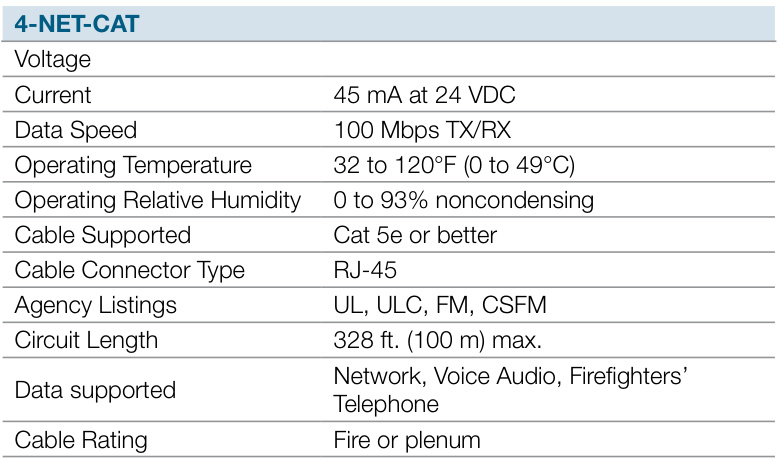 4-NET-CAT
Voltage
Current 45 mA at 24 VDC
Data Speed 100 Mbps TX/RX
Operating Temperature 32 to 120°F (0 to 49°C)
Operating Relative Humidity 0 to 93% noncondensing
Cable Supported Cat 5e or better
Cable Connector Type RJ-45
Agency Listings UL, ULC, FM, CSFM
Circuit Length 328 ft. (100 m) max.
Data supported Network, Voice Audio, Firefighters’
Telephone
Cable Rating Fire or plenum